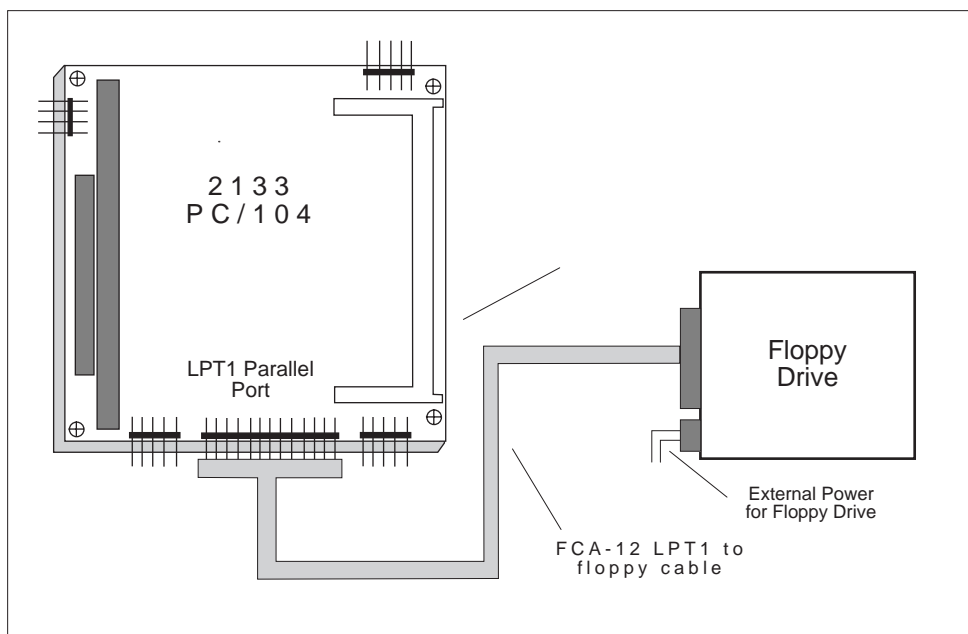 2133
PC/104
LPT1 Parallel
Port
Floppy
Drive
External Power
for Floppy Drive
FCA-12 LPT1 to
floppy cable